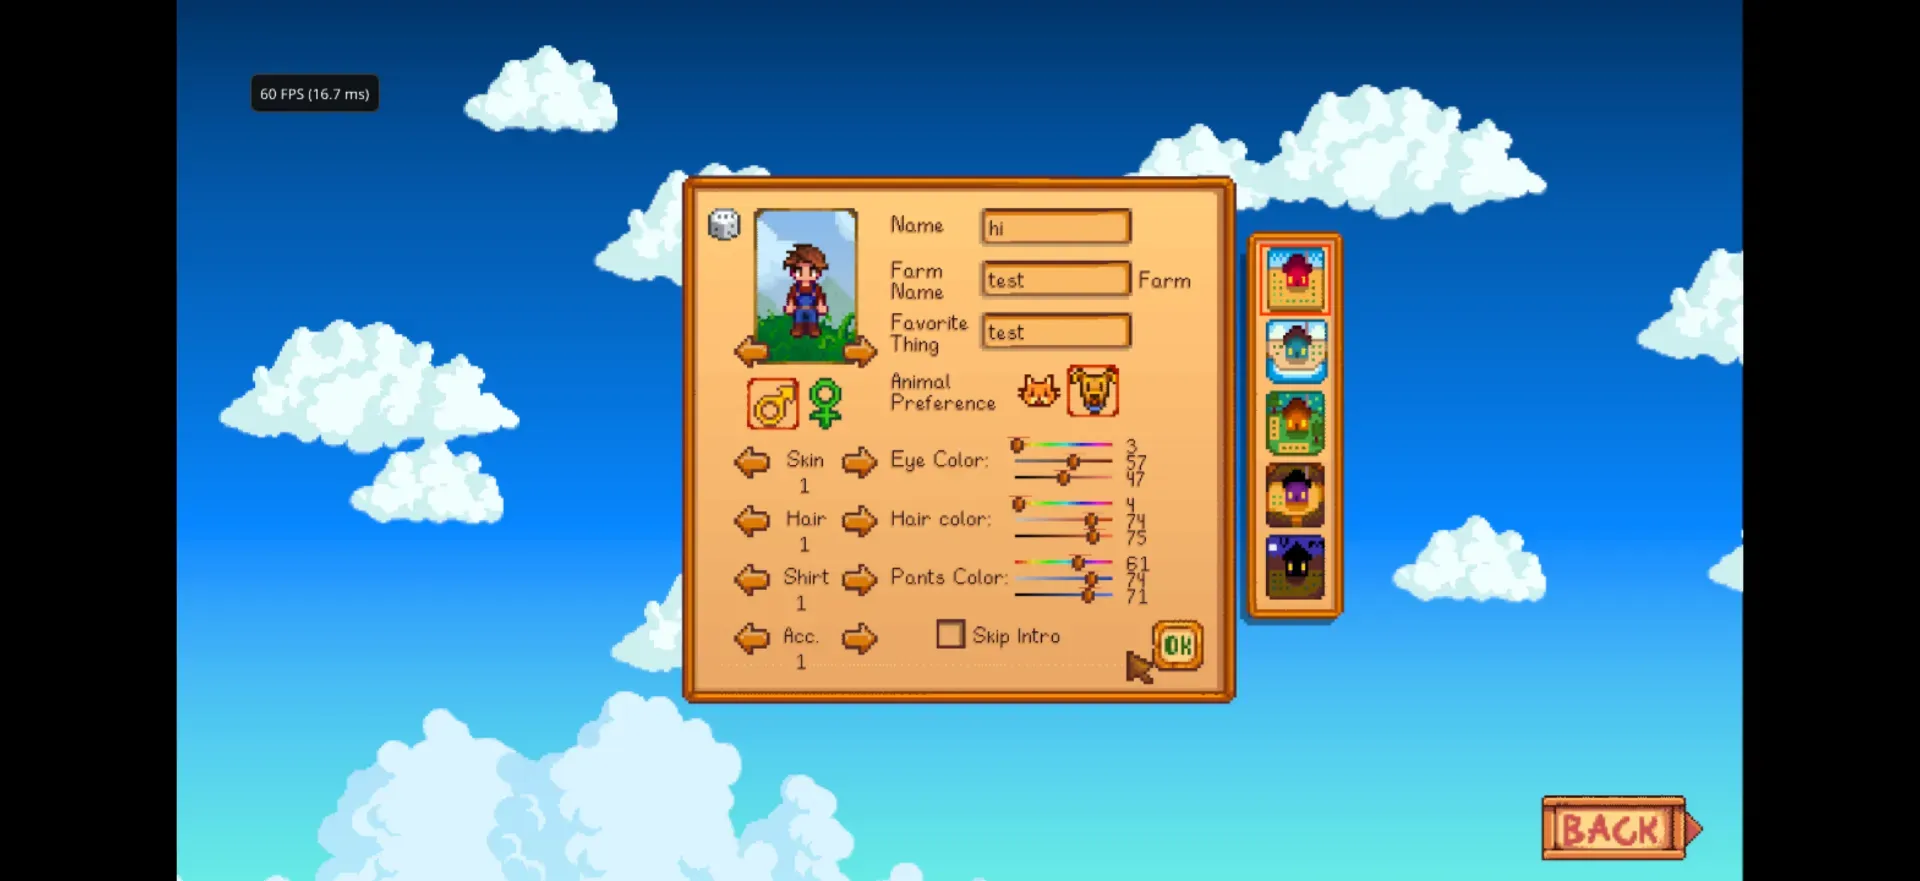 60 FPS (16.7 ms)
Name hi
Farm Name test Farm
Favorite Thing test
Animal Preference
Skin
1
Eye Color: 3
57
47
Hair
1
Hair color: 4
74
75
Shirt
1
Pants Color: 61
74
71
Acc.
1
Skip Intro
OK
BACK